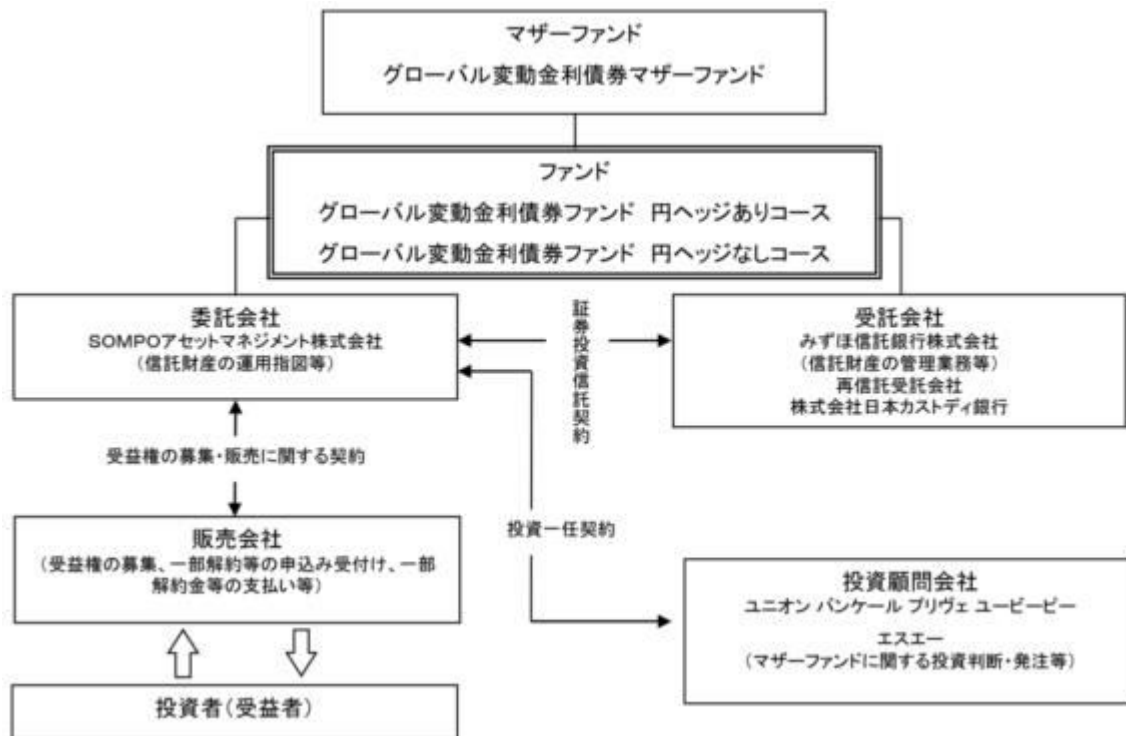 マザーファンド
グローバル変動金利債券マザーファンド
ファンド
グローバル変動金利債券ファンド 円ヘッジありコース
グローバル変動金利債券ファンド 円ヘッジなしコース
委託会社
SOMPOアセットマネジメント株式会社
(信託財産の運用指図等)
証券投資信託契約
受託会社
みずほ信託銀行株式会社
(信託財産の管理業務等)
再信託受託会社
株式会社日本カストディ銀行
受益権の募集・販売に関する契約
販売会社
(受益権の募集、一部解約等の申込み受付け、一部
解約金等の支払い等)
投資一任契約
投資顧問会社
ユニオン バンケール プリヴェ ユービーピー
エスエー
(マザーファンドに関する投資判断・発注等)
投資者(受益者)